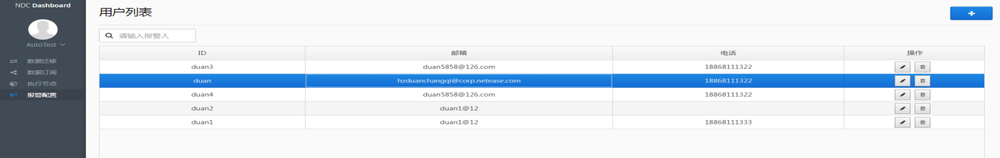 NDC Dashboard
AutoTest
数据迁移
数据订阅
执行节点
报警配置
用户列表
+
请输入报警人
ID 邮箱 电话 操作
duan3 duan5858@126.com 18868111322
duan hzduanchangqi@corp.netease.com 18868111322
duan4 duan5858@126.com 18868111322
duan2 duan1@12
duan1 duan1@12 18868111333